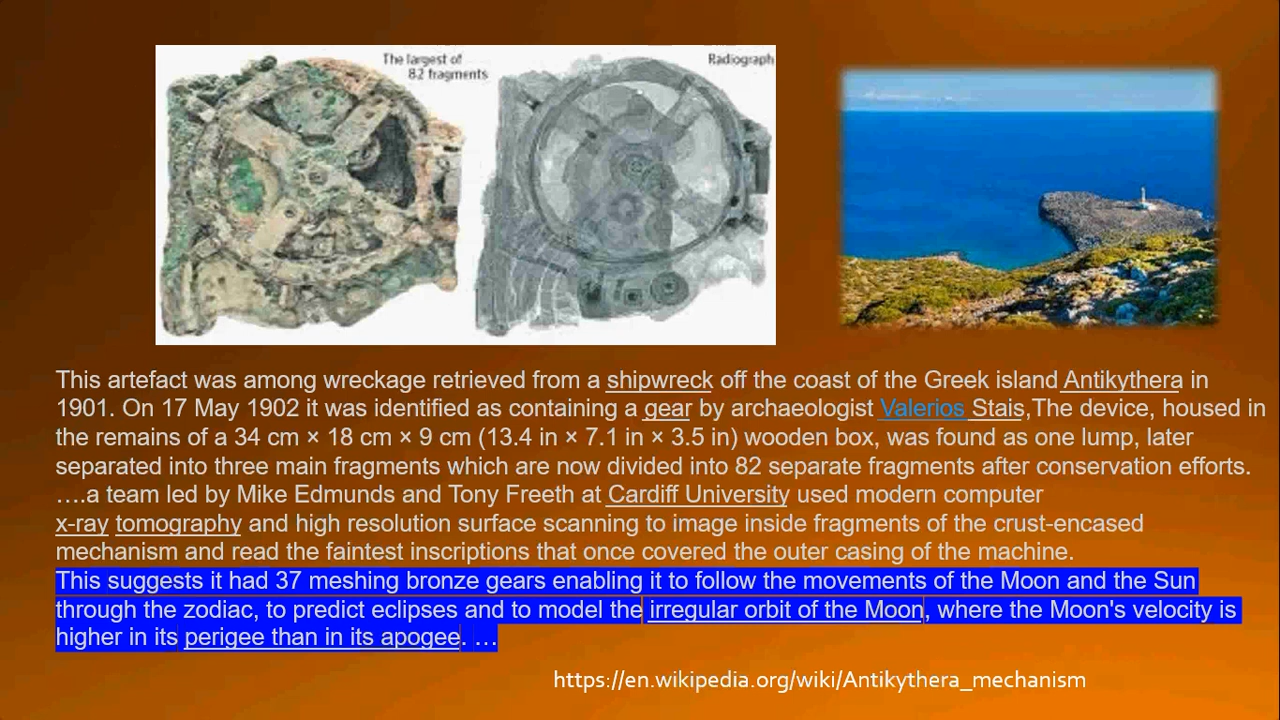 The largest of
82 fragments
Radiograph
This artefact was among wreckage retrieved from a shipwreck off the coast of the Greek island Antikythera in
1901. On 17 May 1902 it was identified as containing a gear by archaeologist Valerios Stais,The device, housed in
the remains of a 34 cm × 18 cm × 9 cm (13.4 in × 7.1 in × 3.5 in) wooden box, was found as one lump, later
separated into three main fragments which are now divided into 82 separate fragments after conservation efforts.
….a team led by Mike Edmunds and Tony Freeth at Cardiff University used modern computer
x-ray tomography and high resolution surface scanning to image inside fragments of the crust-encased
mechanism and read the faintest inscriptions that once covered the outer casing of the machine.
This suggests it had 37 meshing bronze gears enabling it to follow the movements of the Moon and the Sun
through the zodiac, to predict eclipses and to model the irregular orbit of the Moon, where the Moon's velocity is
higher in its perigee than in its apogee. …
https://en.wikipedia.org/wiki/Antikythera_mechanism